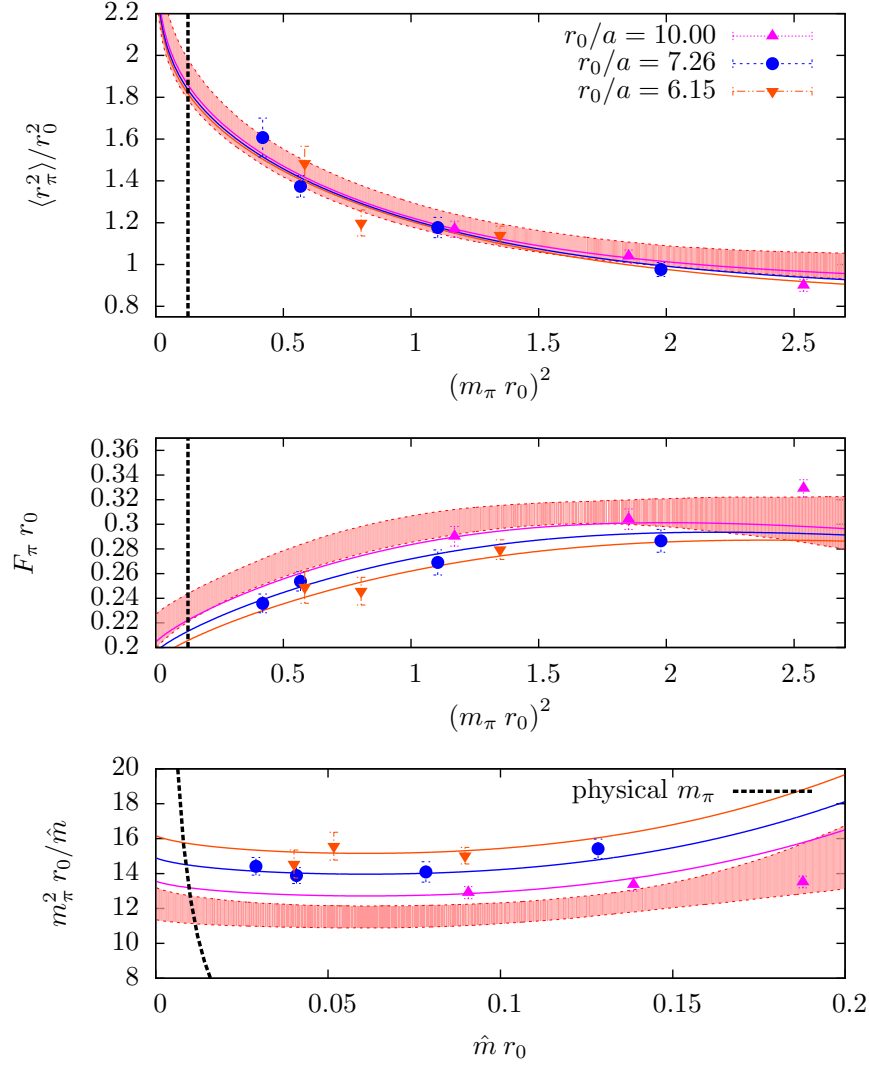 2.2
2
1.8
1.6
1.4
1.2
1
0.8
⟨r_π^2⟩/r_0^2
r_0/a = 10.00
r_0/a = 7.26
r_0/a = 6.15
0 0.5 1 1.5 2 2.5
(m_π r_0)^2
0.36
0.34
0.32
0.3
0.28
0.26
0.24
0.22
0.2
F_π r_0
0 0.5 1 1.5 2 2.5
(m_π r_0)^2
20
18
16
14
12
10
8
m_π^2 r_0/m̂
physical m_π
0 0.05 0.1 0.15 0.2
m̂ r_0